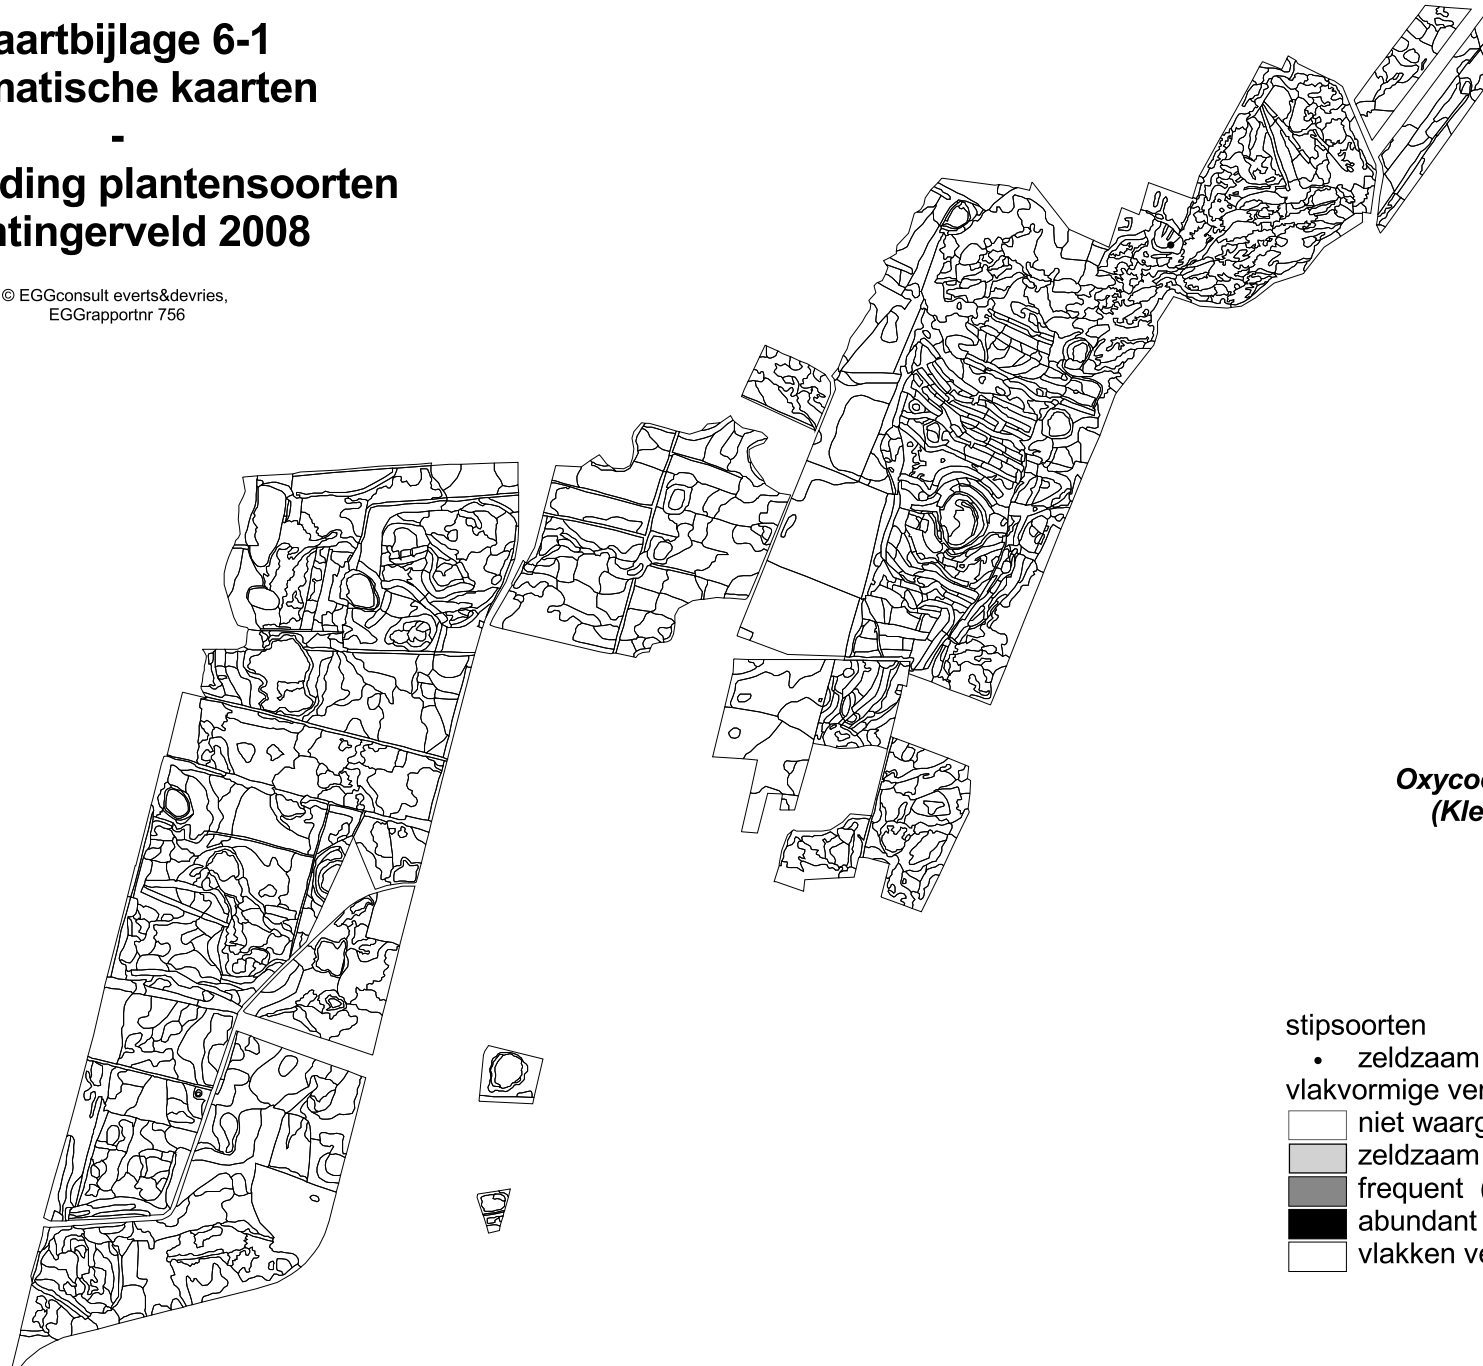 aartbijlage 6-1
matische kaarten
-
ding plantensoorten
ntingerveld 2008
© EGGconsult everts&devries,
EGGrapportnr 756
Oxycoc
(Kle
stipsoorten
zeldzaam
vlakvormige ver
niet waarg
zeldzaam
frequent (
abundant
vlakken ve